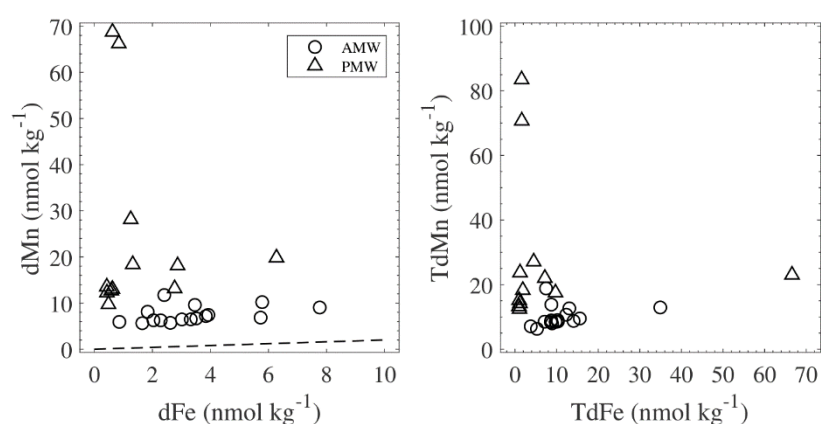 70
60
50
40
30
20
10
0
dMn (nmol kg⁻¹)
AMW
PMW
0 2 4 6 8 10
dFe (nmol kg⁻¹)
100
80
60
40
20
0
TdMn (nmol kg⁻¹)
0 10 20 30 40 50 60 70
TdFe (nmol kg⁻¹)